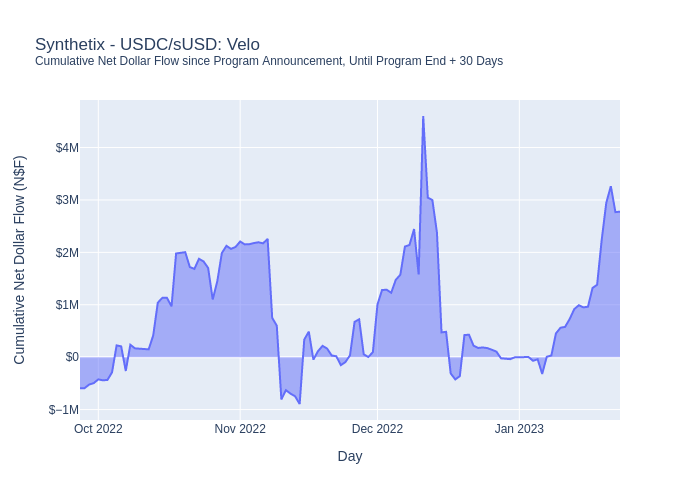 Synthetix - USDC/sUSD: Velo
Cumulative Net Dollar Flow since Program Announcement, Until Program End + 30 Days
Cumulative Net Dollar Flow (N$F)
$4M
$3M
$2M
$1M
$0
$−1M
Oct 2022
Nov 2022
Dec 2022
Jan 2023
Day